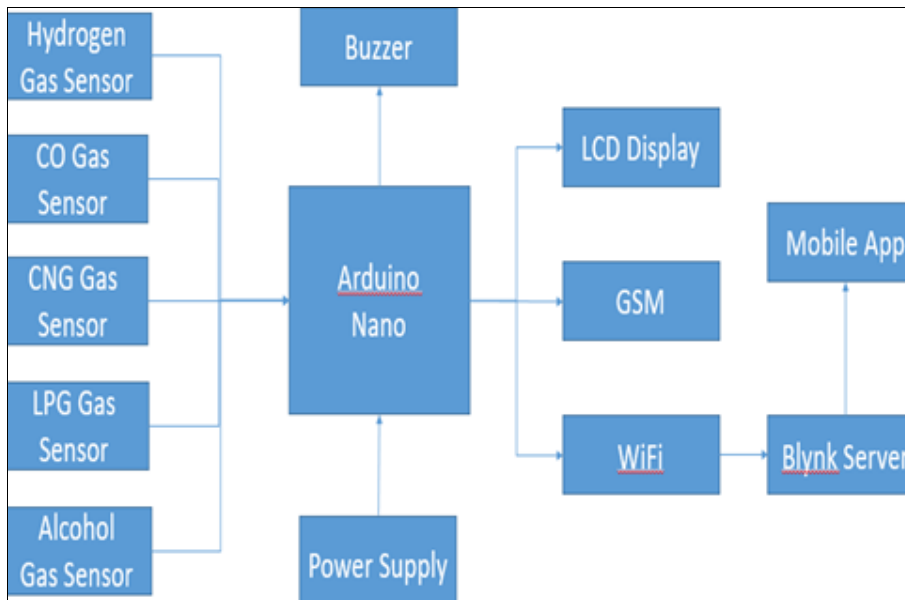 Hydrogen
Gas Sensor
CO Gas
Sensor
CNG Gas
Sensor
LPG Gas
Sensor
Alcohol
Gas Sensor
Buzzer
Arduino
Nano
Power Supply
LCD Display
GSM
WiFi
Mobile App
Blynk Server